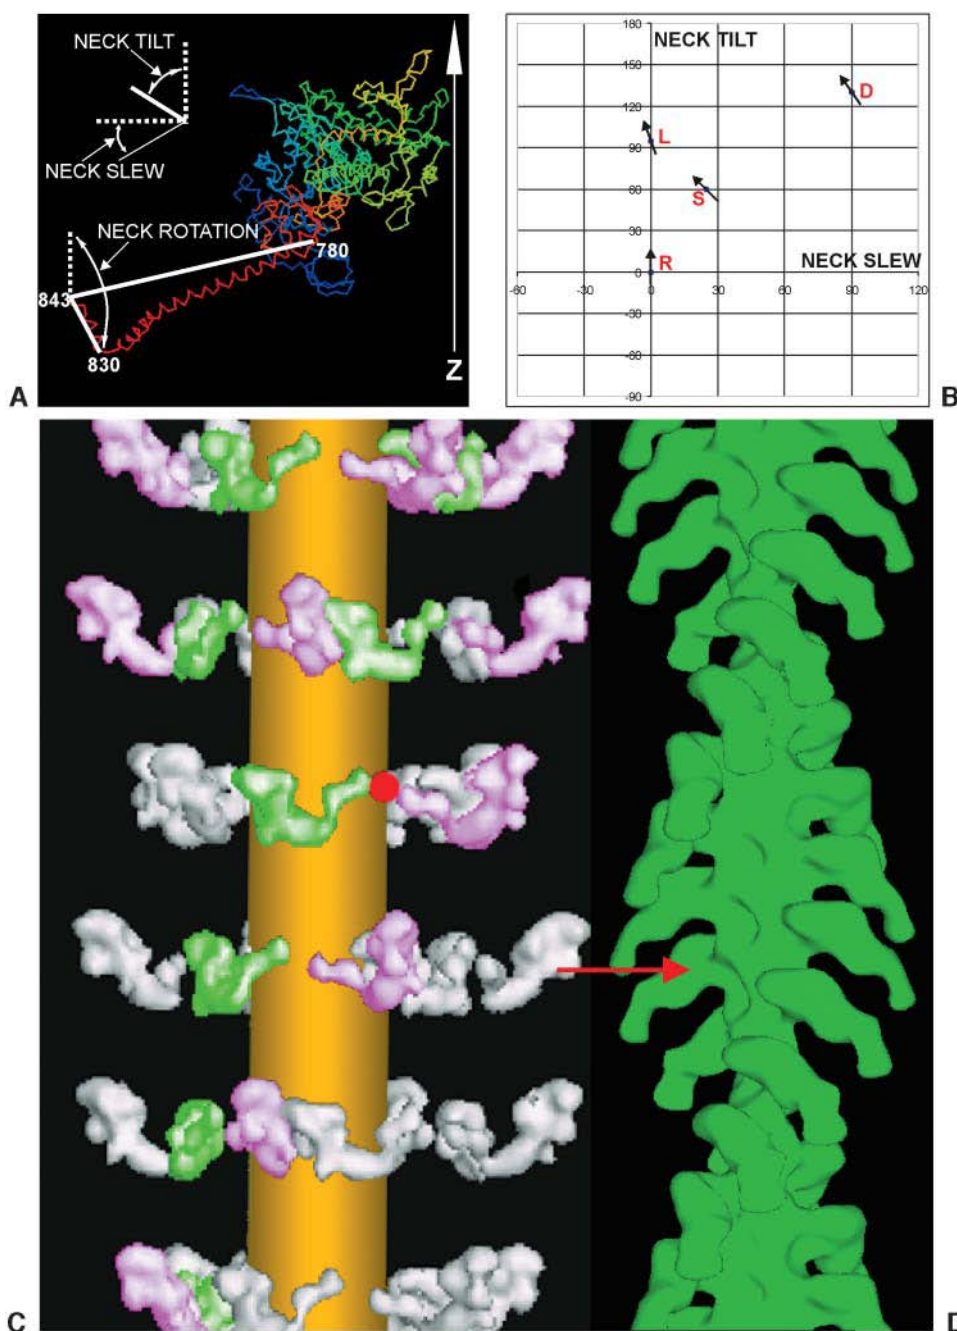 NECK TILT
NECK SLEW
NECK ROTATION
780
843
830
Z
A
180
NECK TILT
150
120
90
60
30
0
-30
-60
-90
D
L
S
R
NECK SLEW
-60
-30
0
30
60
90
120
B
C
D